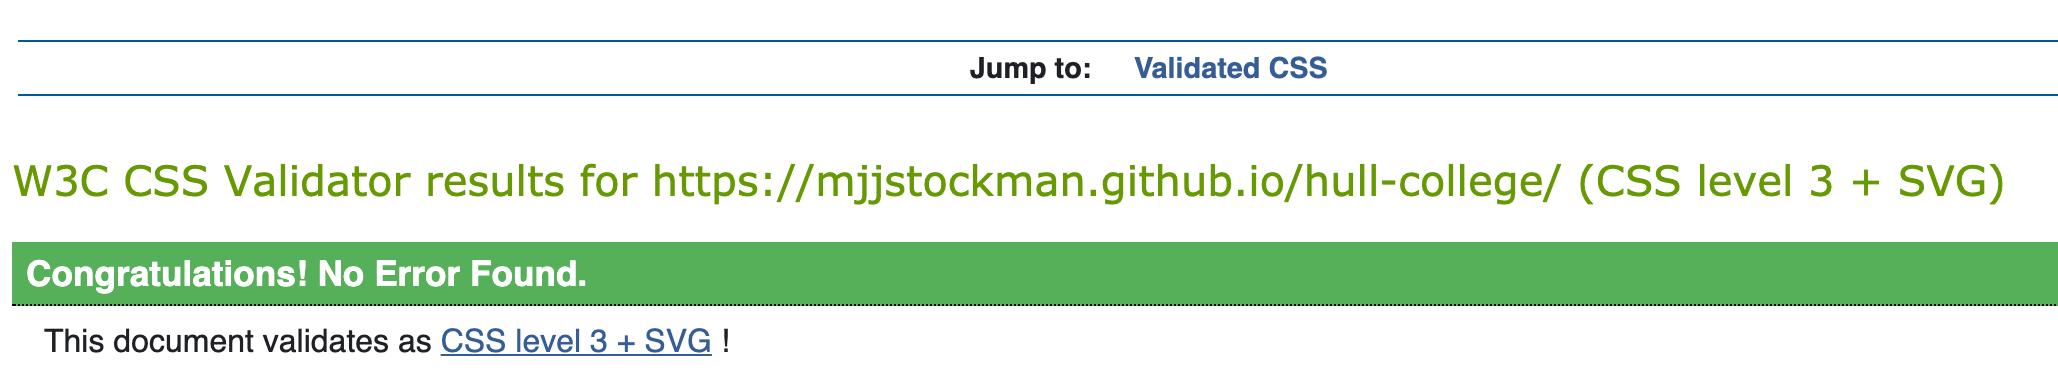 Jump to: Validated CSS
W3C CSS Validator results for https://mjjstockman.github.io/hull-college/ (CSS level 3 + SVG)
Congratulations! No Error Found.
This document validates as CSS level 3 + SVG !